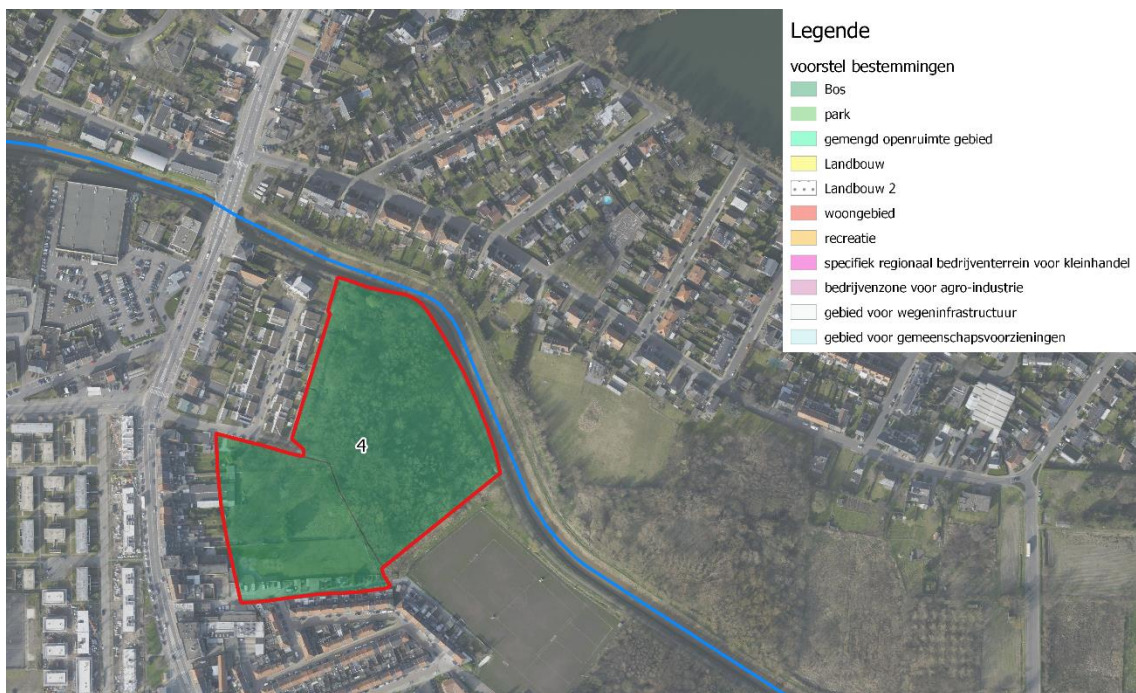 Legende
voorstel bestemmingen
Bos
park
gemengd openruimte gebied
Landbouw
Landbouw 2
woongebied
recreatie
specifiek regionaal bedrijventerrein voor kleinhandel
bedrijvenzone voor agro-industrie
gebied voor wegeninfrastructuur
gebied voor gemeenschapsvoorzieningen
4